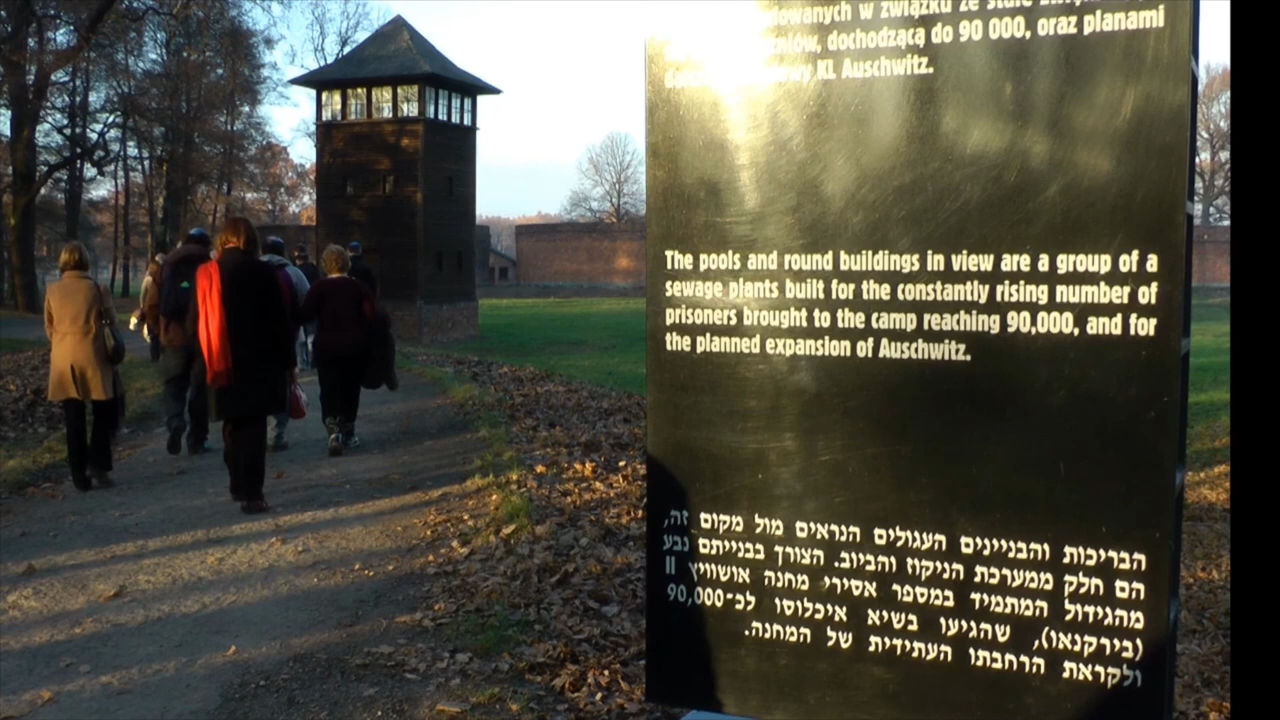 dowanych w związku ze stale
dochodzącą do 90 000, oraz planami
KL Auschwitz.
The pools and round buildings in view are a group of a
sewage plants built for the constantly rising number of
prisoners brought to the camp reaching 90,000, and for
the planned expansion of Auschwitz.
הבריכות והבניינים העגולים הנראים מול מקום זה,
הם חלק ממערכת הניקוז והביוב. הצורך בבנייתם נבע
מהגידול המתמיד במספר אסירי מחנה אושוויץ II
(בירקנאו), שהגיעו בשיא איכלוסו לכ־90,000
ולקראת הרחבתו העתידית של המחנה.